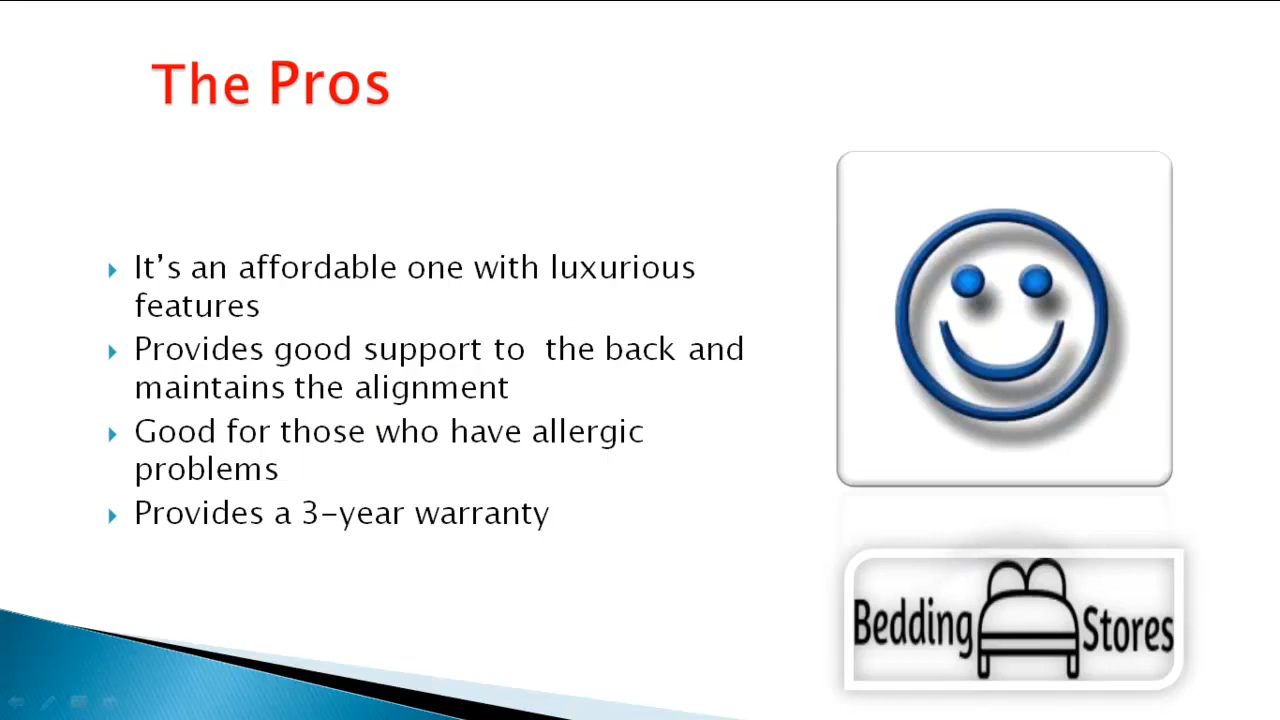 The Pros
It’s an affordable one with luxurious
features
Provides good support to  the back and
maintains the alignment
Good for those who have allergic
problems
Provides a 3-year warranty
Bedding Stores